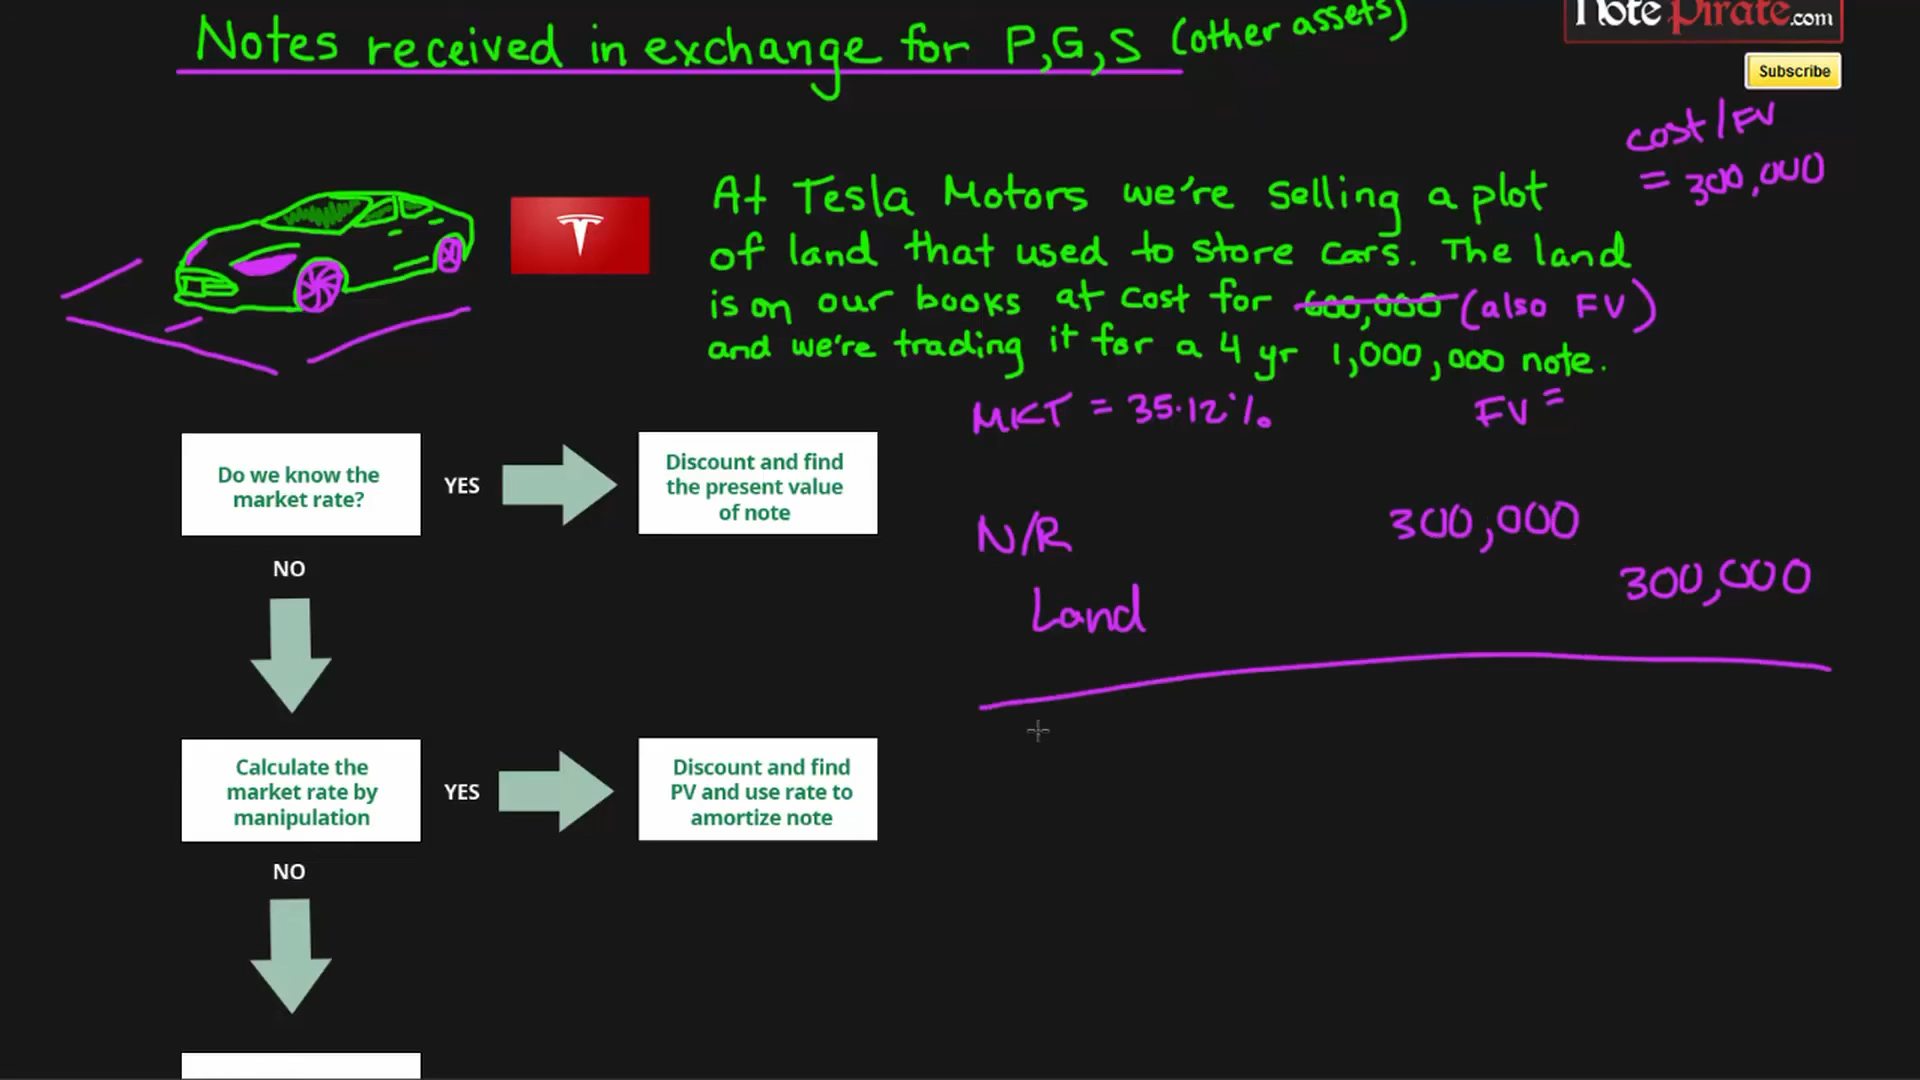 Notes received in exchange for P,G,S (other assets)
Note Pirate.com
Subscribe
cost/FV
= 300,000
At Tesla Motors we're selling a plot
of land that used to store cars. The land
is on our books at cost for 600,000 (also FV)
and we're trading it for a 4 yr 1,000,000 note.
MKT = 35.12%
FV =
Do we know the
market rate?
YES
Discount and find
the present value
of note
N/R 300,000
Land 300,000
NO
Calculate the
market rate by
manipulation
YES
Discount and find
PV and use rate to
amortize note
NO